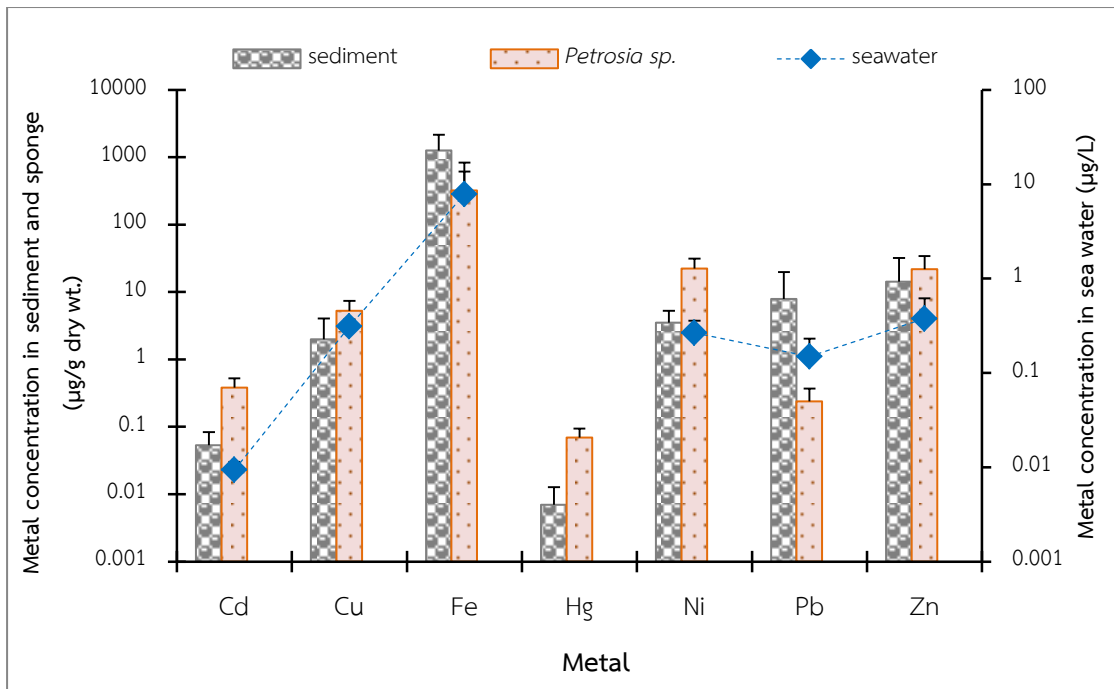 sediment
Petrosia sp.
seawater
Metal concentration in sediment and sponge
(µg/g dry wt.)
10000
1000
100
10
1
0.1
0.01
0.001
100
10
1
0.1
0.01
0.001
Metal concentration in sea water (µg/L)
Cd Cu Fe Hg Ni Pb Zn
Metal